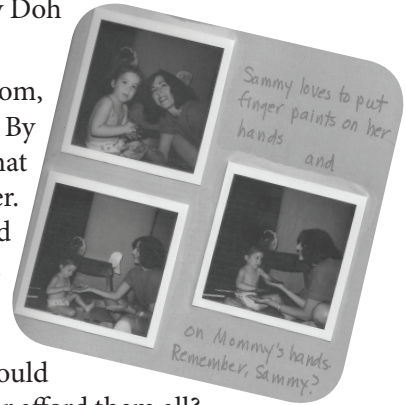 Doh
om,
By
hat
er.
d
Sammy loves to put
finger paints on her
hands
and
on Mommy's hands.
Remember, Sammy?
ould
afford them all?